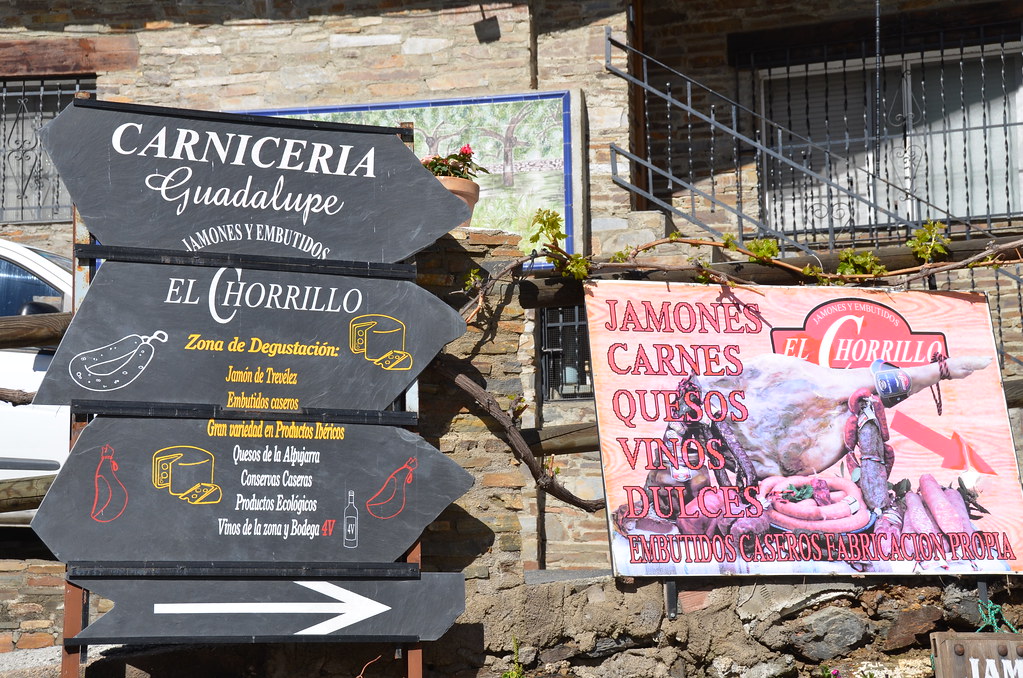 CARNICERIA
Guadalupe
JAMONES Y EMBUTIDOS
EL CHORRILLO
Zona de Degustación:
Jamón de Trevélez
Embutidos caseros
Gran variedad en Productos Ibéricos
Quesos de la Alpujarra
Conservas Caseras
Productos Ecológicos
Vinos de la zona y Bodega 4V
4V
JAMONES
CARNES
QUESOS
VINOS
DULCES
JAMONES Y EMBUTIDOS
EL CHORRILLO
EMBUTIDOS CASEROS FABRICACION PROPIA